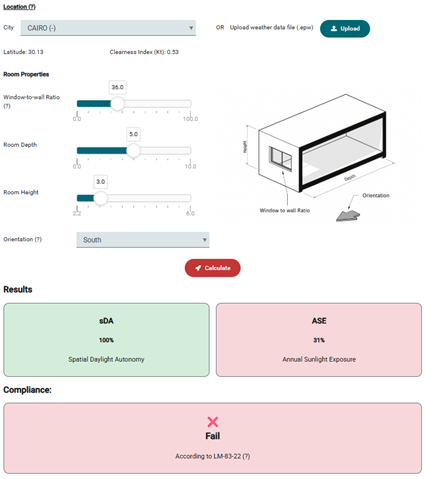 Location (?)
City CAIRO (-) OR Upload weather data file (.epw) Upload
Latitude: 30.13 Clearness Index (Kt): 0.53
Room Properties
Window-to-wall Ratio
(?)
36.0
0.0 100.0
Room Depth
5.0
0.0 10.0
Room Height
3.0
2.2 6.0
Height
Depth
Window to wall Ratio
Orientation
Orientation (?) South
Calculate
Results
sDA
100%
Spatial Daylight Autonomy
ASE
31%
Annual Sunlight Exposure
Compliance:
Fail
According to LM-83-22 (?)